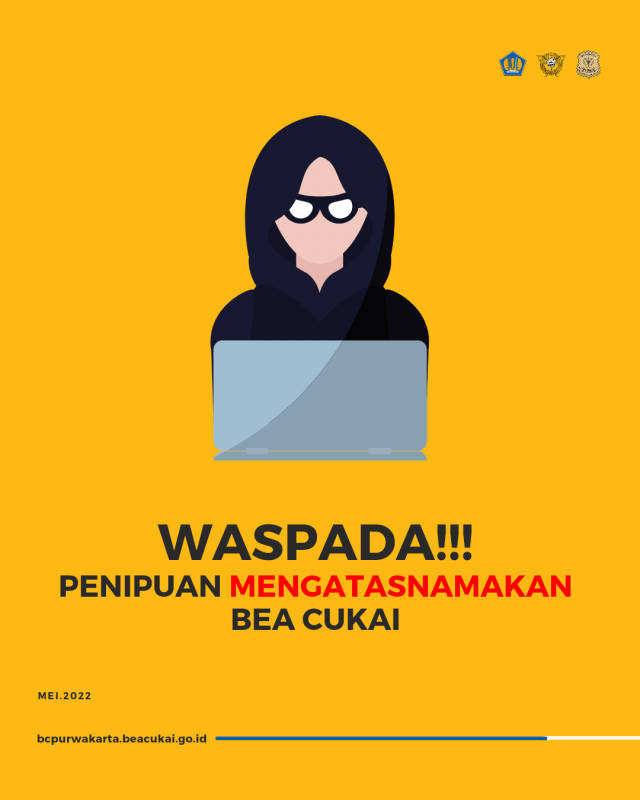 WASPADA!!!
PENIPUAN MENGATASNAMAKAN
BEA CUKAI
MEI.2022
bcpurwakarta.beacukai.go.id